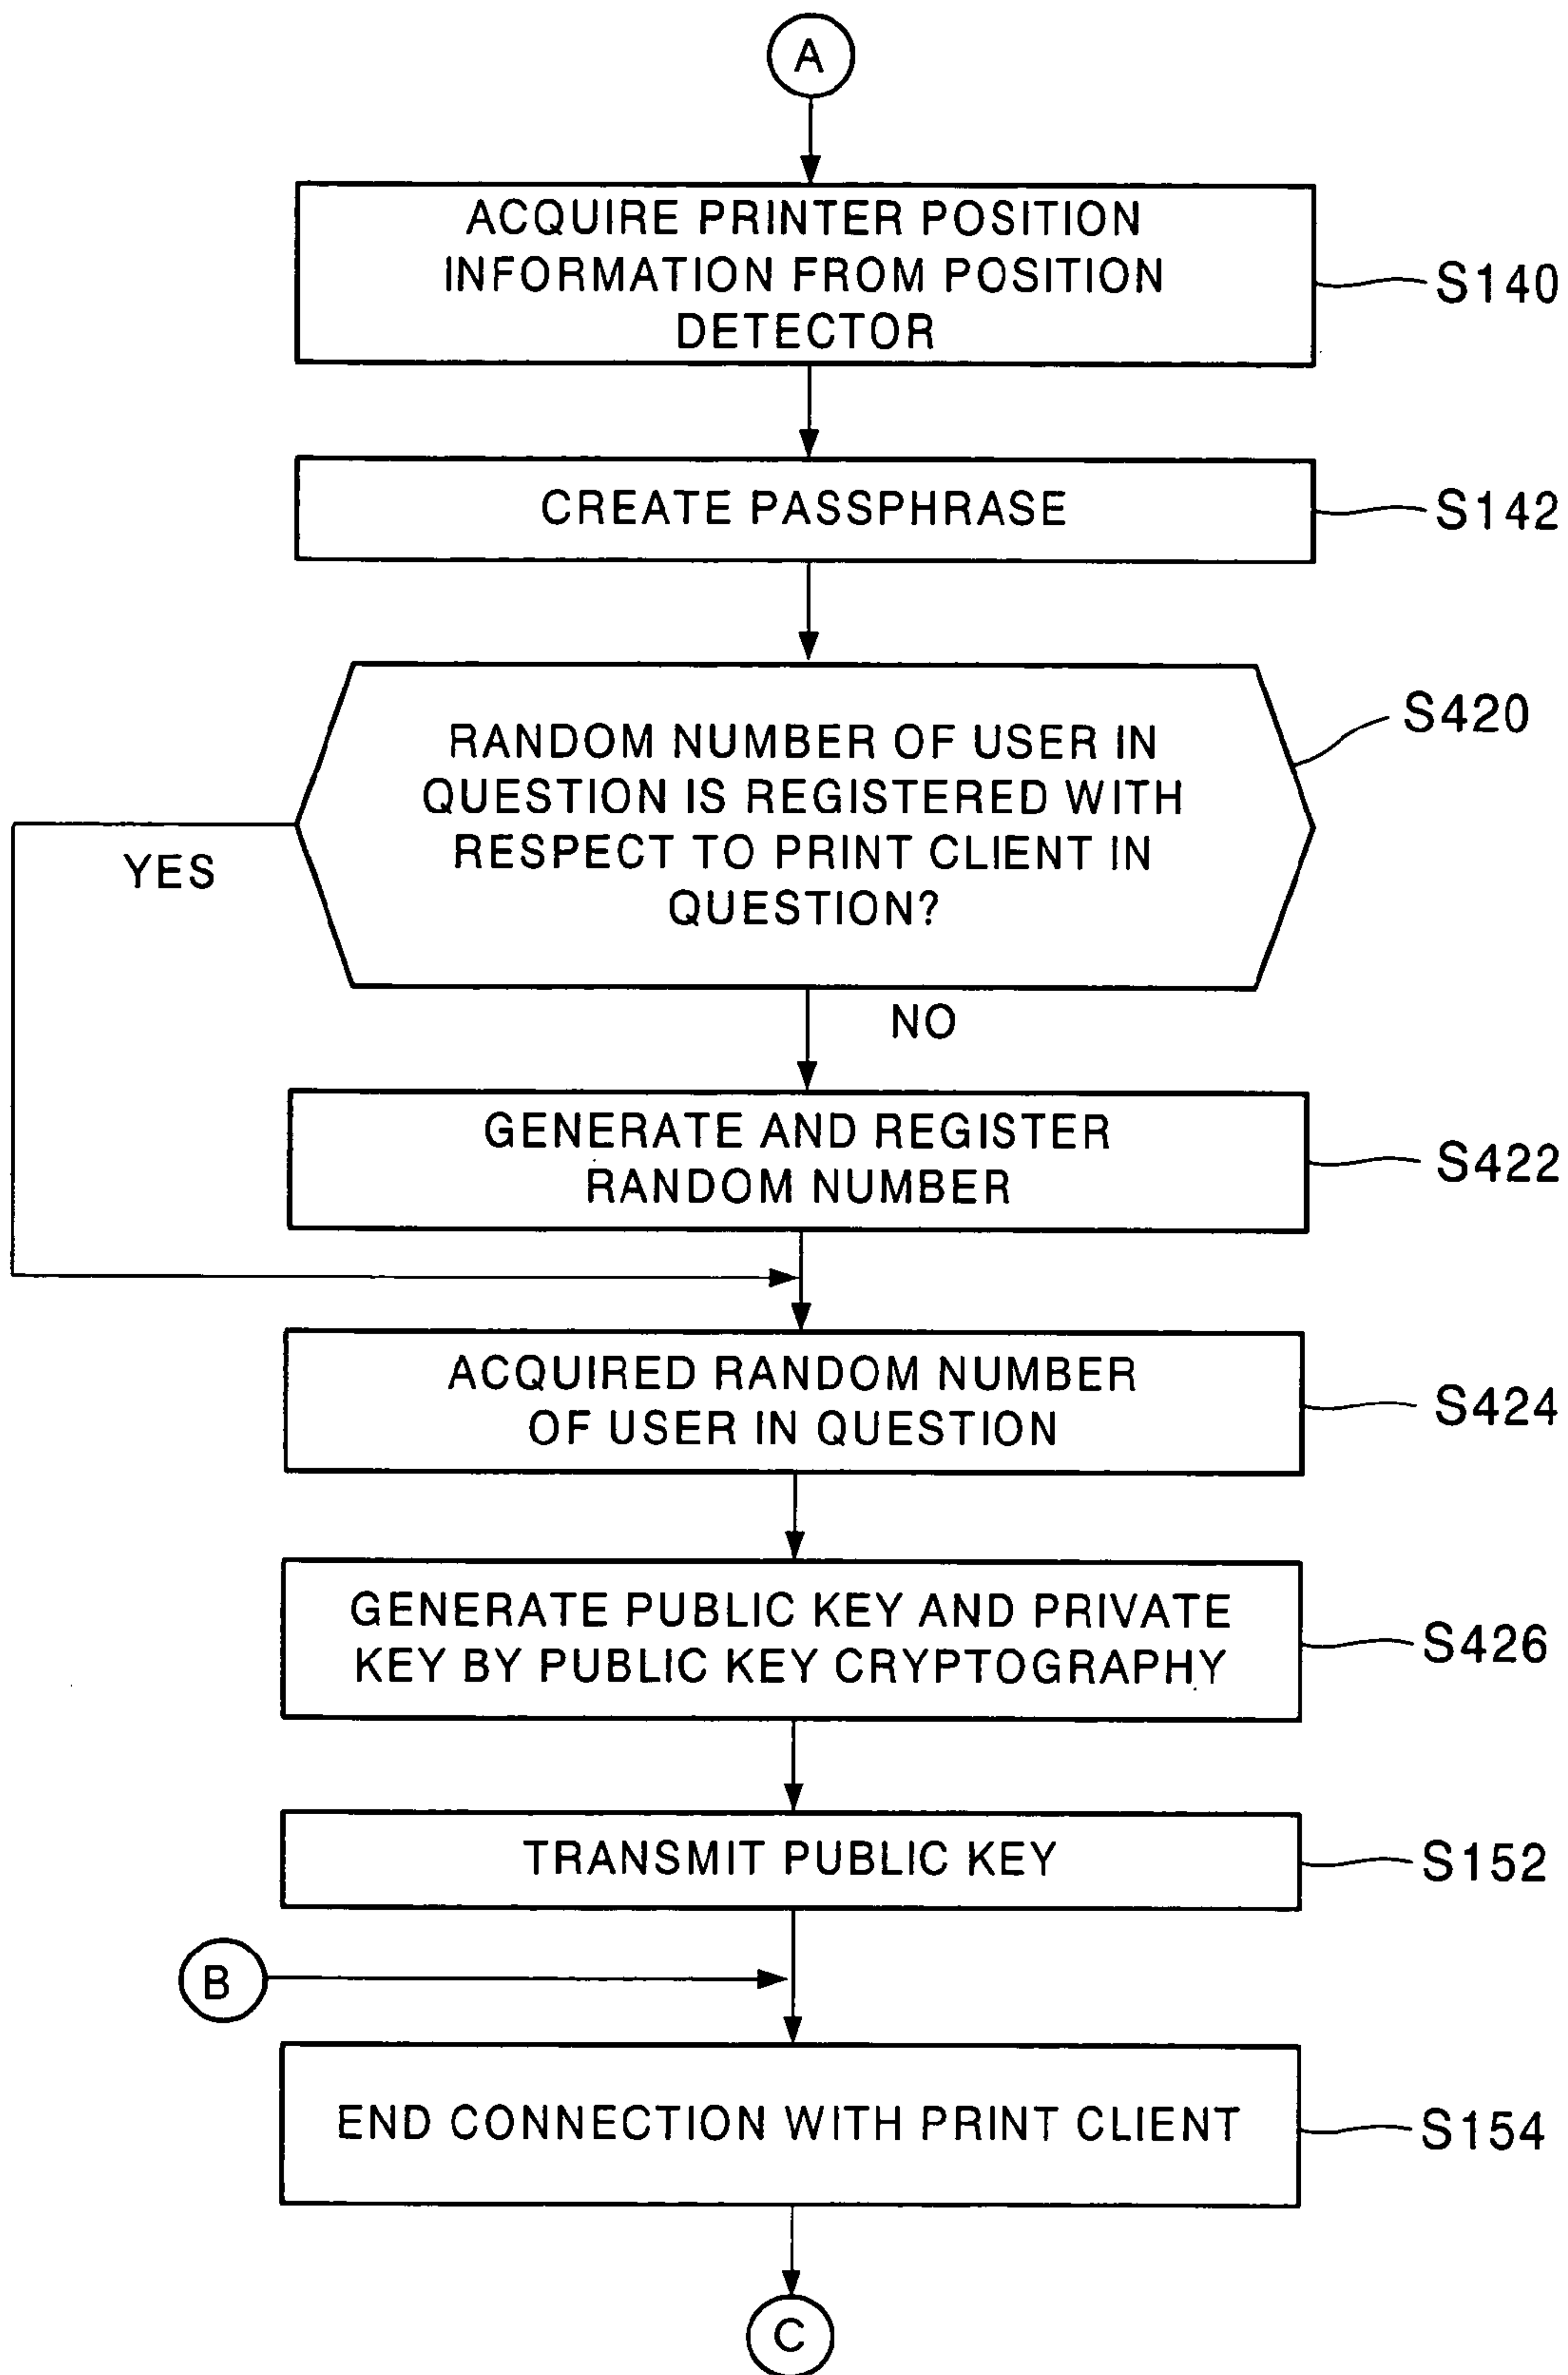 A
ACQUIRE PRINTER POSITION
INFORMATION FROM POSITION
DETECTOR
S140
CREATE PASSPHRASE
S142
RANDOM NUMBER OF USER IN
QUESTION IS REGISTERED WITH
RESPECT TO PRINT CLIENT IN
QUESTION?
S420
YES
NO
GENERATE AND REGISTER
RANDOM NUMBER
S422
ACQUIRED RANDOM NUMBER
OF USER IN QUESTION
S424
GENERATE PUBLIC KEY AND PRIVATE
KEY BY PUBLIC KEY CRYPTOGRAPHY
S426
TRANSMIT PUBLIC KEY
S152
B
END CONNECTION WITH PRINT CLIENT
S154
C